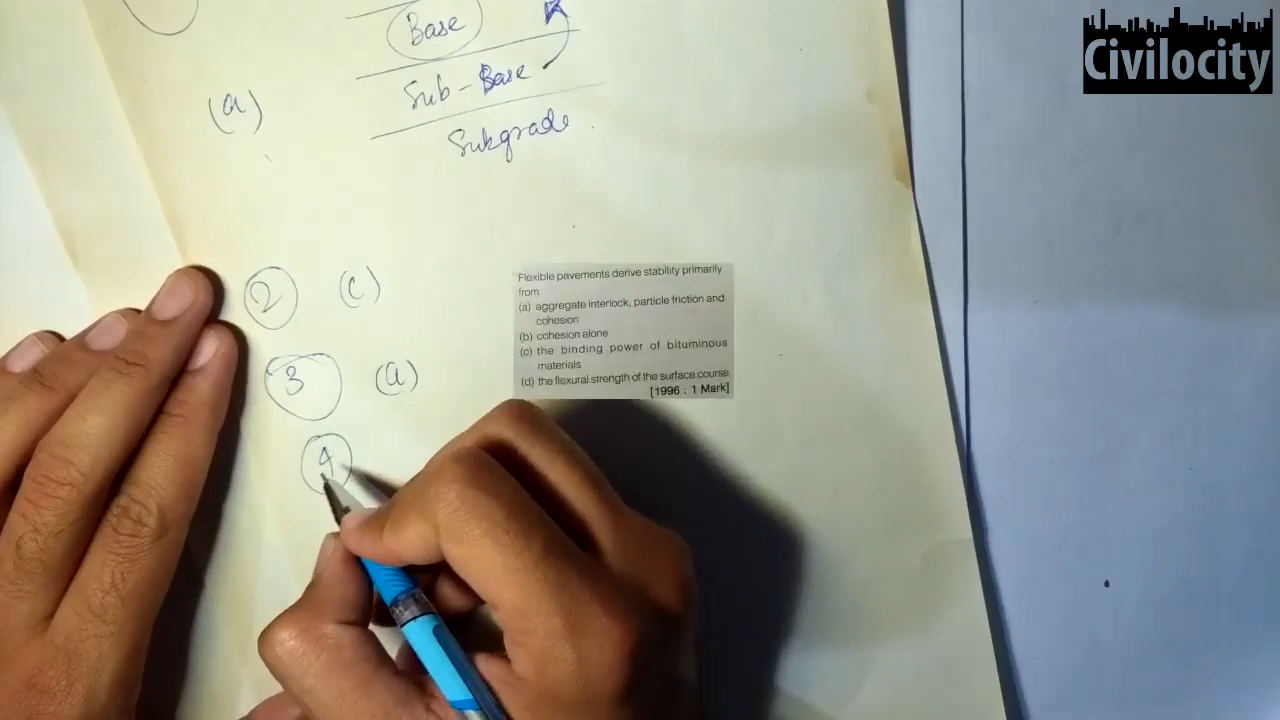 Civilocity
Base
Sub-Base
(a)
Subgrade
2 (c)
3 (a)
4
Flexible pavements derive stability primarily
from
(a) aggregate interlock, particle friction and
cohesion
(b) cohesion alone
(c) the binding power of bituminous
materials
(d) the flexural strength of the surface course
[1996 : 1 Mark]